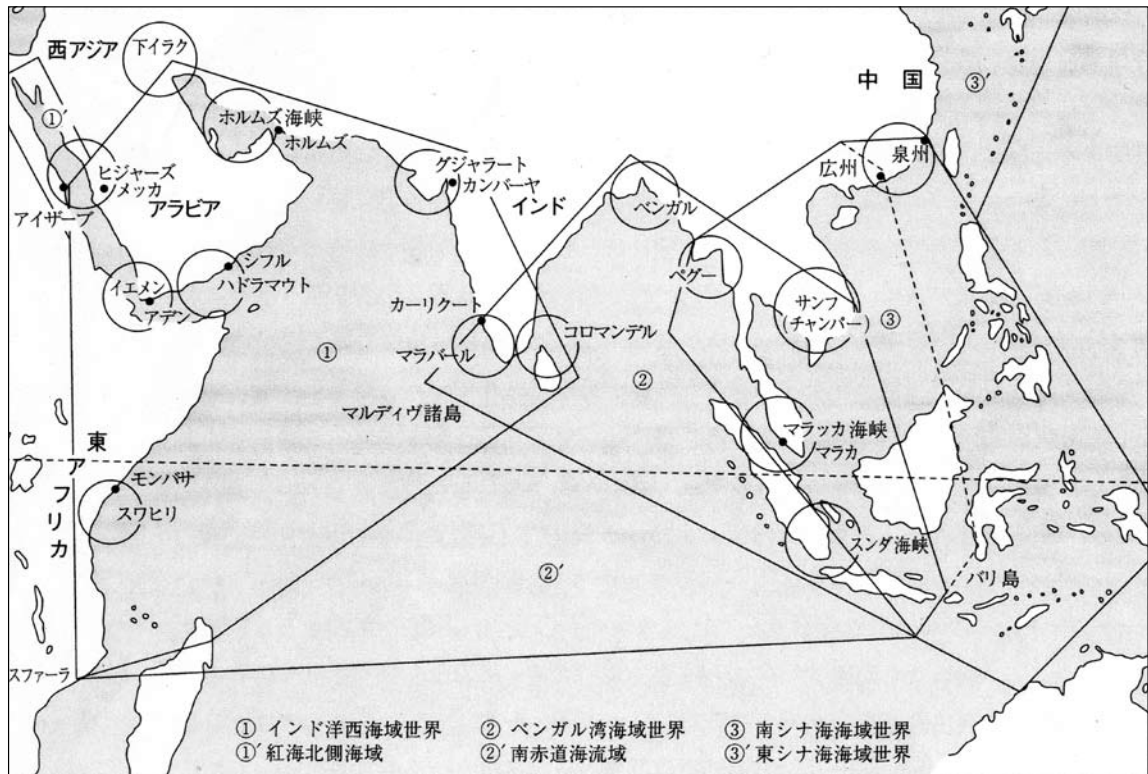 西アジア
下イラク
中国
③′
①′
ホルムズ海峡
ホルムズ
グジャラート
カンバーヤ
インド
ベンガル
広州
泉州
ヒジャーズ
メッカ
アイザーブ
アラビア
シフル
ハドラマウト
イエメン
アデン
ペグー
サンフ
(チャンパー)
③
カーリクート
コロマンデル
マラバール
①
②
マルディヴ諸島
マラッカ海峡
マラカ
東アフリカ
モンバサ
スワヒリ
スンダ海峡
バリ島
②′
スファーラ
① インド洋西海域世界 ② ベンガル湾海域世界 ③ 南シナ海海域世界
①′紅海北側海域 ②′南赤道海流域 ③′東シナ海海域世界